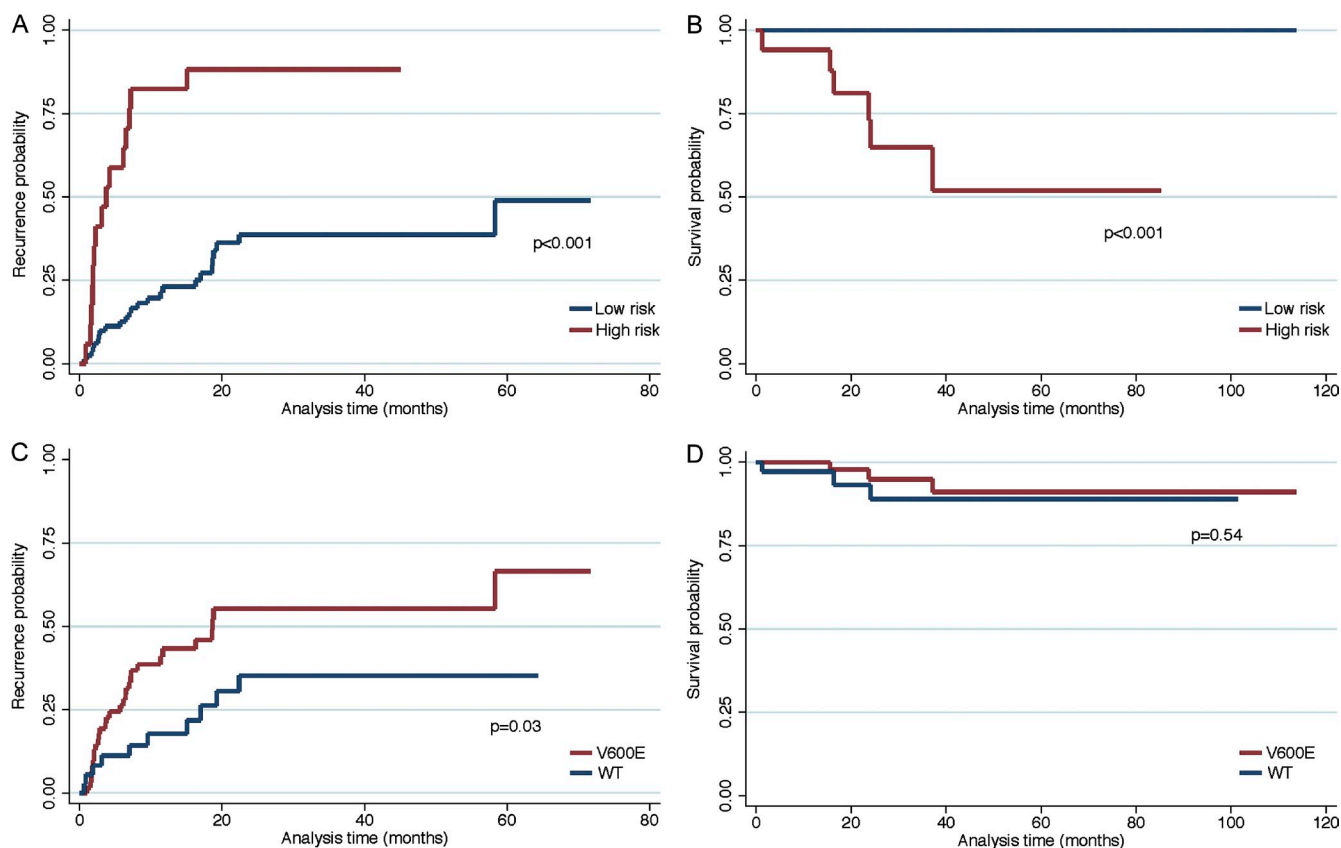 A
Recurrence probability
1.00
0.75
0.50
0.25
0.00
p<0.001
Low risk
High risk
0 20 40 60 80
Analysis time (months)
B
Survival probability
1.00
0.75
0.50
0.25
0.00
p<0.001
Low risk
High risk
0 20 40 60 80 100 120
Analysis time (months)
C
Recurrence probability
1.00
0.75
0.50
0.25
0.00
p=0.03
V600E
WT
0 20 40 60 80
Analysis time (months)
D
Survival probability
1.00
0.75
0.50
0.25
0.00
p=0.54
V600E
WT
0 20 40 60 80 100 120
Analysis time (months)